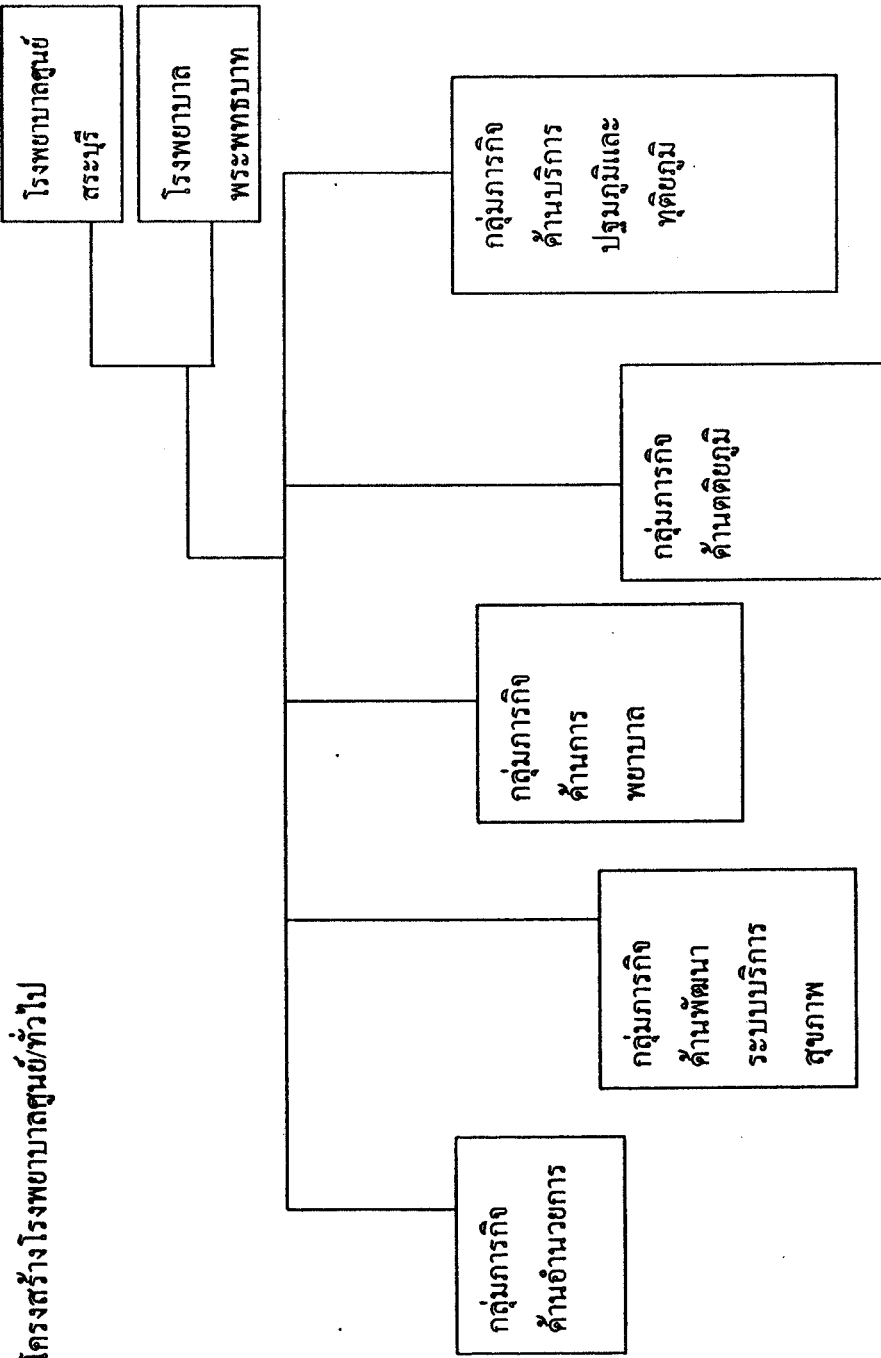 โครงสร้างโรงพยาบาลศูนย์/ทั่วไป
โรงพยาบาลศูนย์
สระบุรี
โรงพยาบาล
พระพทธบาท
กลุ่มภารกิจ
ด้านอำนวยการ
กลุ่มภารกิจ
ด้านพัฒนา
ระบบบริการ
สุขภาพ
กลุ่มภารกิจ
ด้านการ
พยาบาล
กลุ่มภารกิจ
ด้านตติยภูมิ
กลุ่มภารกิจ
ด้านบริการ
ปฐมภูมิและ
ทุติยภูมิ